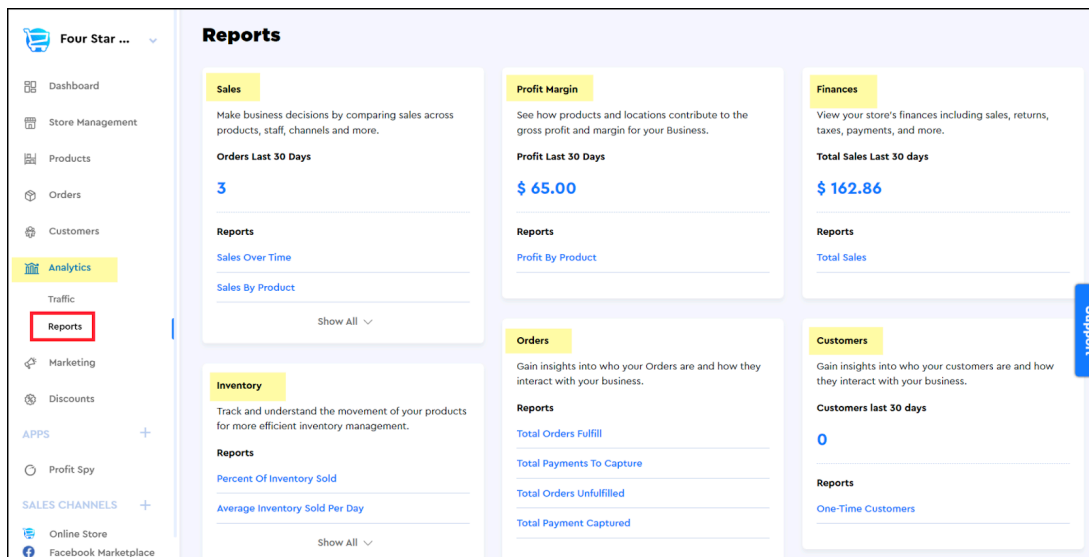 Four Star ...
Dashboard
Store Management
Products
Orders
Customers
Analytics
Traffic
Reports
Marketing
Discounts
APPS +
Profit Spy
SALES CHANNELS +
Online Store
Facebook Marketplace
Reports
Sales
Make business decisions by comparing sales across
products, staff, channels and more.
Orders Last 30 Days
3
Reports
Sales Over Time
Sales By Product
Show All
Profit Margin
See how products and locations contribute to the
gross profit and margin for your Business.
Profit Last 30 Days
$ 65.00
Reports
Profit By Product
Finances
View your store's finances including sales, returns,
taxes, payments, and more.
Total Sales Last 30 days
$ 162.86
Reports
Total Sales
Inventory
Track and understand the movement of your products
for more efficient inventory management.
Reports
Percent Of Inventory Sold
Average Inventory Sold Per Day
Show All
Orders
Gain insights into who your Orders are and how they
interact with your business.
Reports
Total Orders Fulfill
Total Payments To Capture
Total Orders Unfulfilled
Total Payment Captured
Customers
Gain insights into who your customers are and how
they interact with your business.
Customers last 30 days
0
Reports
One-Time Customers
Support